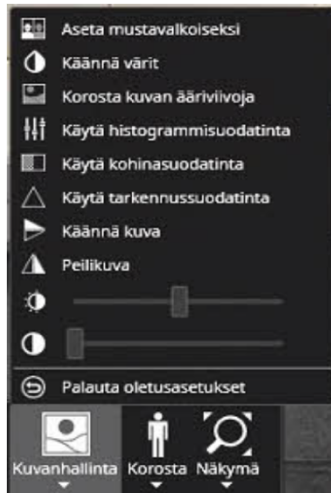 Aseta mustavalkoiseksi
Käännä värit
Korosta kuvan ääriviivoja
Käytä histogrammisuodatinta
Käytä kohinasuodatinta
Käytä tarkennussuodatinta
Käännä kuva
Peilikuva
Palauta oletusasetukset
Kuvanhallinta Korosta Näkymä